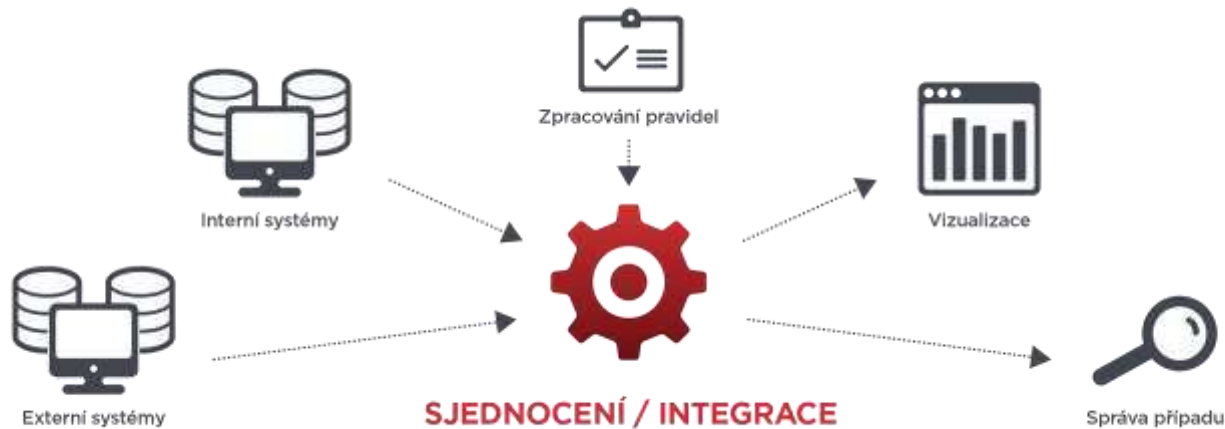 Zpracování pravidel
Interní systémy
Vizualizace
Externí systémy
SJEDNOCENÍ / INTEGRACE
Správa případu